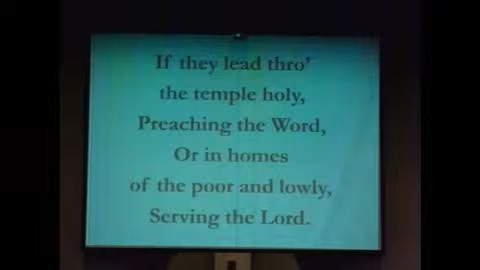 If they lead thro'
the temple holy,
Preaching the Word,
Or in homes
of the poor and lowly,
Serving the Lord.